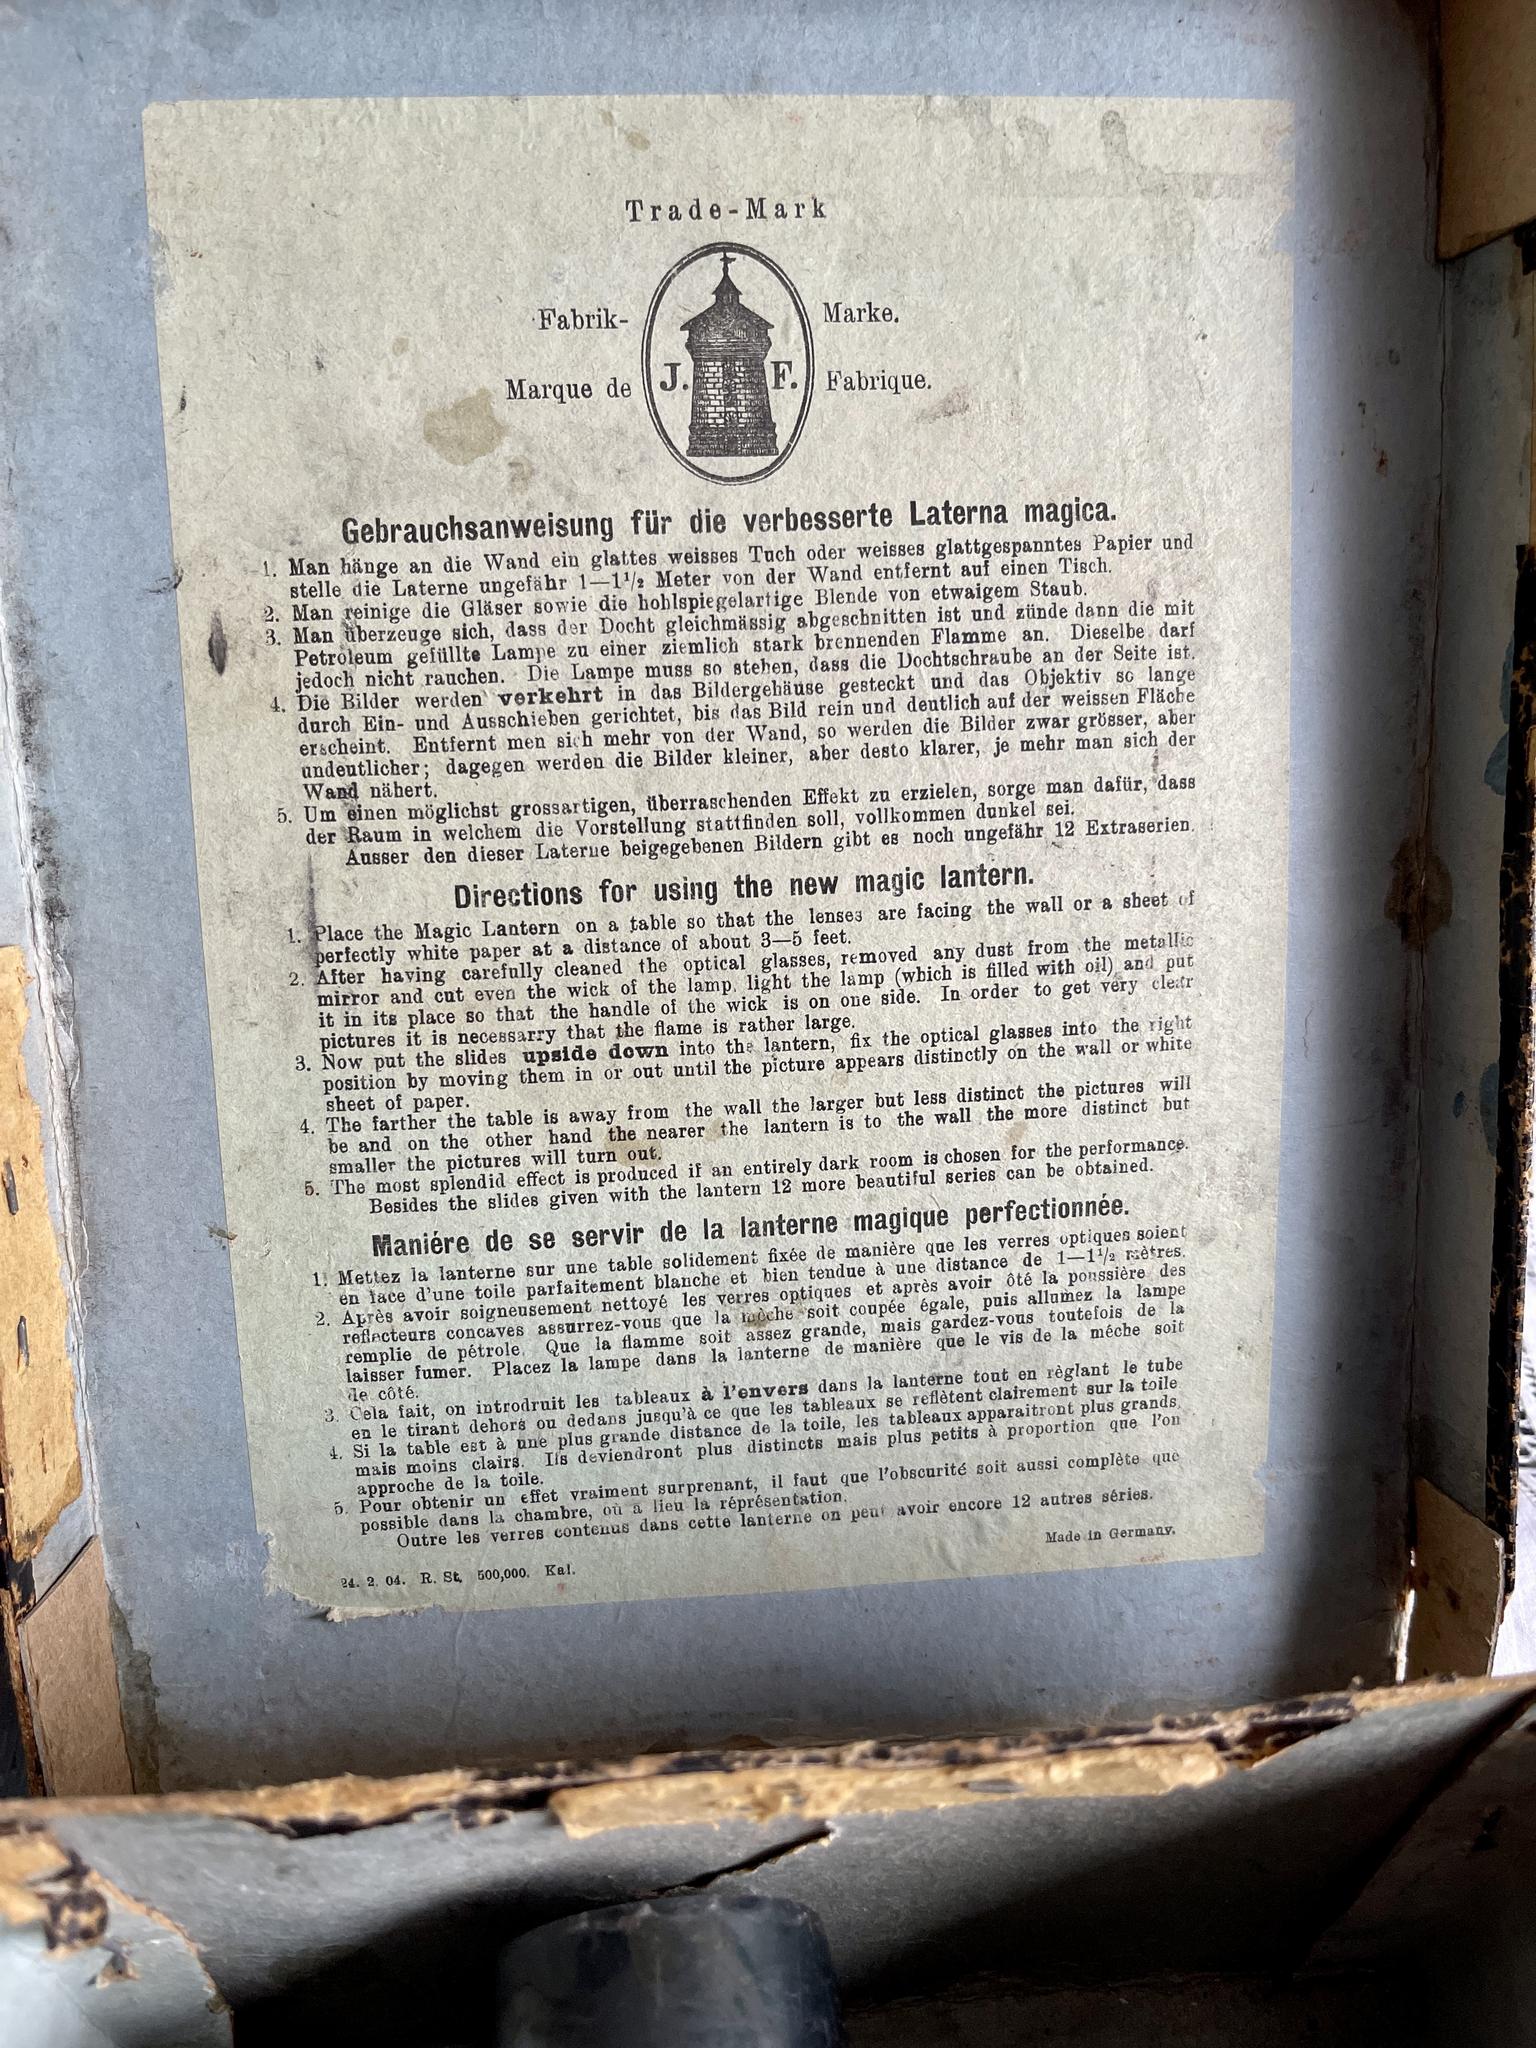 Trade-Mark
Fabrik- Marke.
J. F.
Marque de Fabrique.
Gebrauchsanweisung für die verbesserte Laterna magica.
1. Man hänge an die Wand ein glattes weisses Tuch oder weisses glattgespanntes Papier und
stelle die Laterne ungefähr 1—1 1/2 Meter von der Wand entfernt auf einen Tisch.
2. Man reinige die Gläser sowie die hohlspiegelartige Blende von etwaigem Staub.
3. Man überzeuge sich, dass der Docht gleichmässig abgeschnitten ist und zünde dann die mit
Petroleum gefüllte Lampe zu einer ziemlich stark brennenden Flamme an. Dieselbe darf
jedoch nicht rauchen. Die Lampe muss so stehen, dass die Dochtschraube an der Seite ist.
4. Die Bilder werden verkehrt in das Bildergehäuse gesteckt und das Objektiv so lange
durch Ein- und Ausschieben gerichtet, bis das Bild rein und deutlich auf der weissen Fläche
erscheint. Entfernt men sich mehr von der Wand, so werden die Bilder zwar grösser, aber
undeutlicher; dagegen werden die Bilder kleiner, aber desto klarer, je mehr man sich der
Wand nähert.
5. Um einen möglichst grossartigen, überraschenden Effekt zu erzielen, sorge man dafür, dass
der Raum in welchem die Vorstellung stattfinden soll, vollkommen dunkel sei.
Ausser den dieser Laterne beigegebenen Bildern gibt es noch ungefähr 12 Extraserien.
Directions for using the new magic lantern.
1. Place the Magic Lantern on a table so that the lenses are facing the wall or a sheet of
perfectly white paper at a distance of about 3—5 feet.
2. After having carefully cleaned the optical glasses, removed any dust from the metallic
mirror and cut even the wick of the lamp, light the lamp (which is filled with oil) and put
it in its place so that the handle of the wick is on one side. In order to get very clear
pictures it is necessarry that the flame is rather large.
3. Now put the slides upside down into the lantern, fix the optical glasses into the right
position by moving them in or out until the picture appears distinctly on the wall or white
sheet of paper.
4. The farther the table is away from the wall the larger but less distinct the pictures will
be and on the other hand the nearer the lantern is to the wall the more distinct but
smaller the pictures will turn out.
5. The most splendid effect is produced if an entirely dark room is chosen for the performance.
Besides the slides given with the lantern 12 more beautiful series can be obtained.
Maniére de se servir de la lanterne magique perfectionnée.
1. Mettez la lanterne sur une table solidement fixée de manière que les verres optiques soient
en face d'une toile parfaitement blanche et bien tendue à une distance de 1—1 1/2 mètres.
2. Après avoir soigneusement nettoyé les verres optiques et après avoir ôté la poussière des
reflecteurs concaves assurrez-vous que la mèche soit coupée égale, puis allumez la lampe
remplie de pétrole. Que la flamme soit assez grande, mais gardez-vous toutefois de la
laisser fumer. Placez la lampe dans la lanterne de manière que le vis de la méche soit
de côté.
3. Cela fait, on introdruit les tableaux à l'envers dans la lanterne tout en règlant le tube
en le tirant dehors ou dedans jusqu'à ce que les tableaux se reflètent clairement sur la toile
4. Si la table est à une plus grande distance de la toile, les tableaux apparaitront plus grands,
mais moins clairs. Ils deviendront plus distincts mais plus petits à proportion que l'on
approche de la toile.
5. Pour obtenir un effet vraiment surprenant, il faut que l'obscurité soit aussi complète que
possible dans la chambre, où a lieu la réprésentation.
Outre les verres contenus dans cette lanterne on peut avoir encore 12 autres séries.
Made in Germany.
24. 2. 04. R. St. 500,000. Kal.